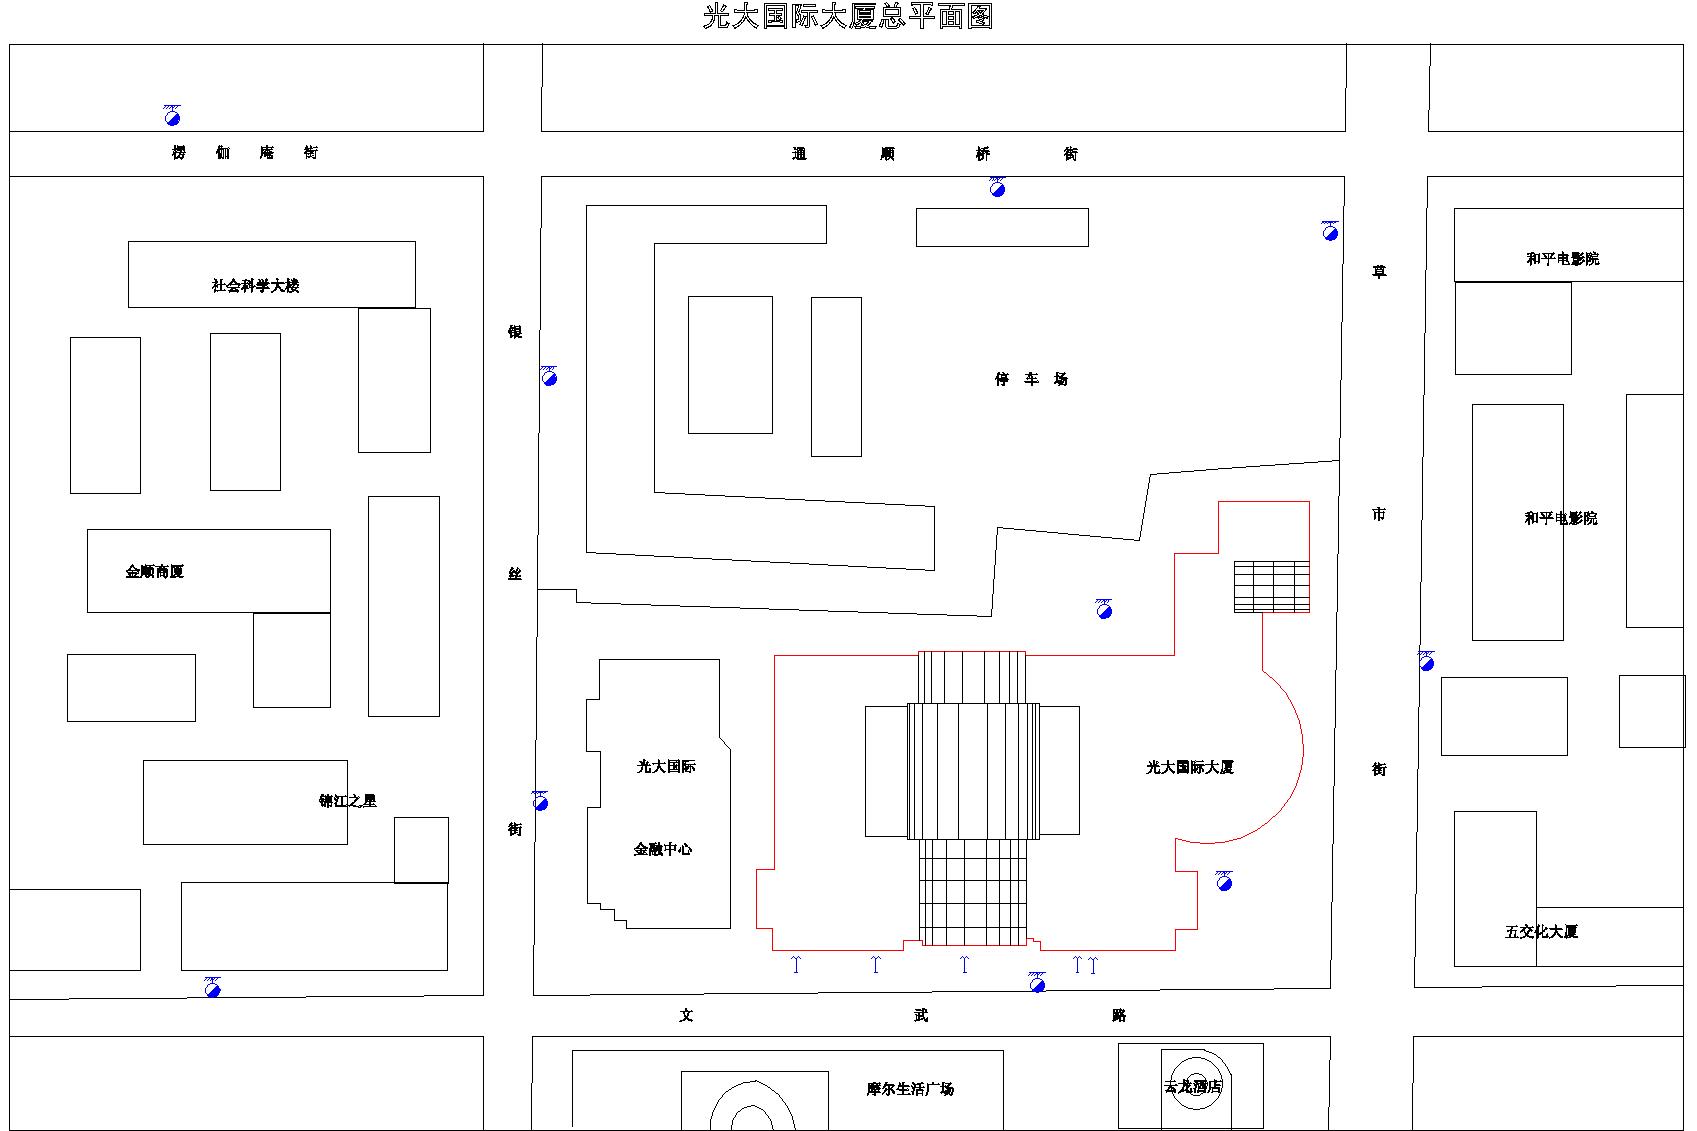 光大国际大厦总平面图
楞伽庵街
通顺桥街
社会科学大楼
和平电影院
银丝街
停车场
草市街
金顺商厦
和平电影院
光大国际
金融中心
光大国际大厦
锦江之星
五交化大厦
文武路
摩尔生活广场
云龙酒店